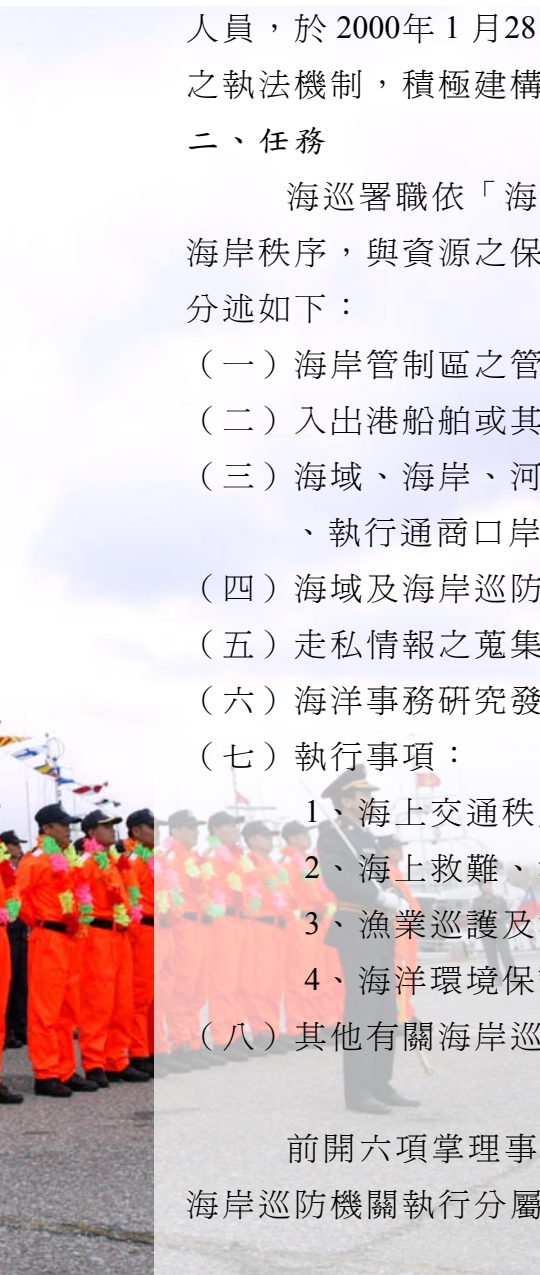 人員，於 2000年 1 月28
之執法機制，積極建構
二、任務
海巡署職依「海
海岸秩序，與資源之保
分述如下：
（一）海岸管制區之管
（二）入出港船舶或其
（三）海域、海岸、河
、執行通商口岸
（四）海域及海岸巡防
（五）走私情報之蒐集
（六）海洋事務研究發
（七）執行事項：
1、海上交通秩
2、海上救難、
3、漁業巡護及
4、海洋環境保
（八）其他有關海岸巡
前開六項掌理事
海岸巡防機關執行分屬